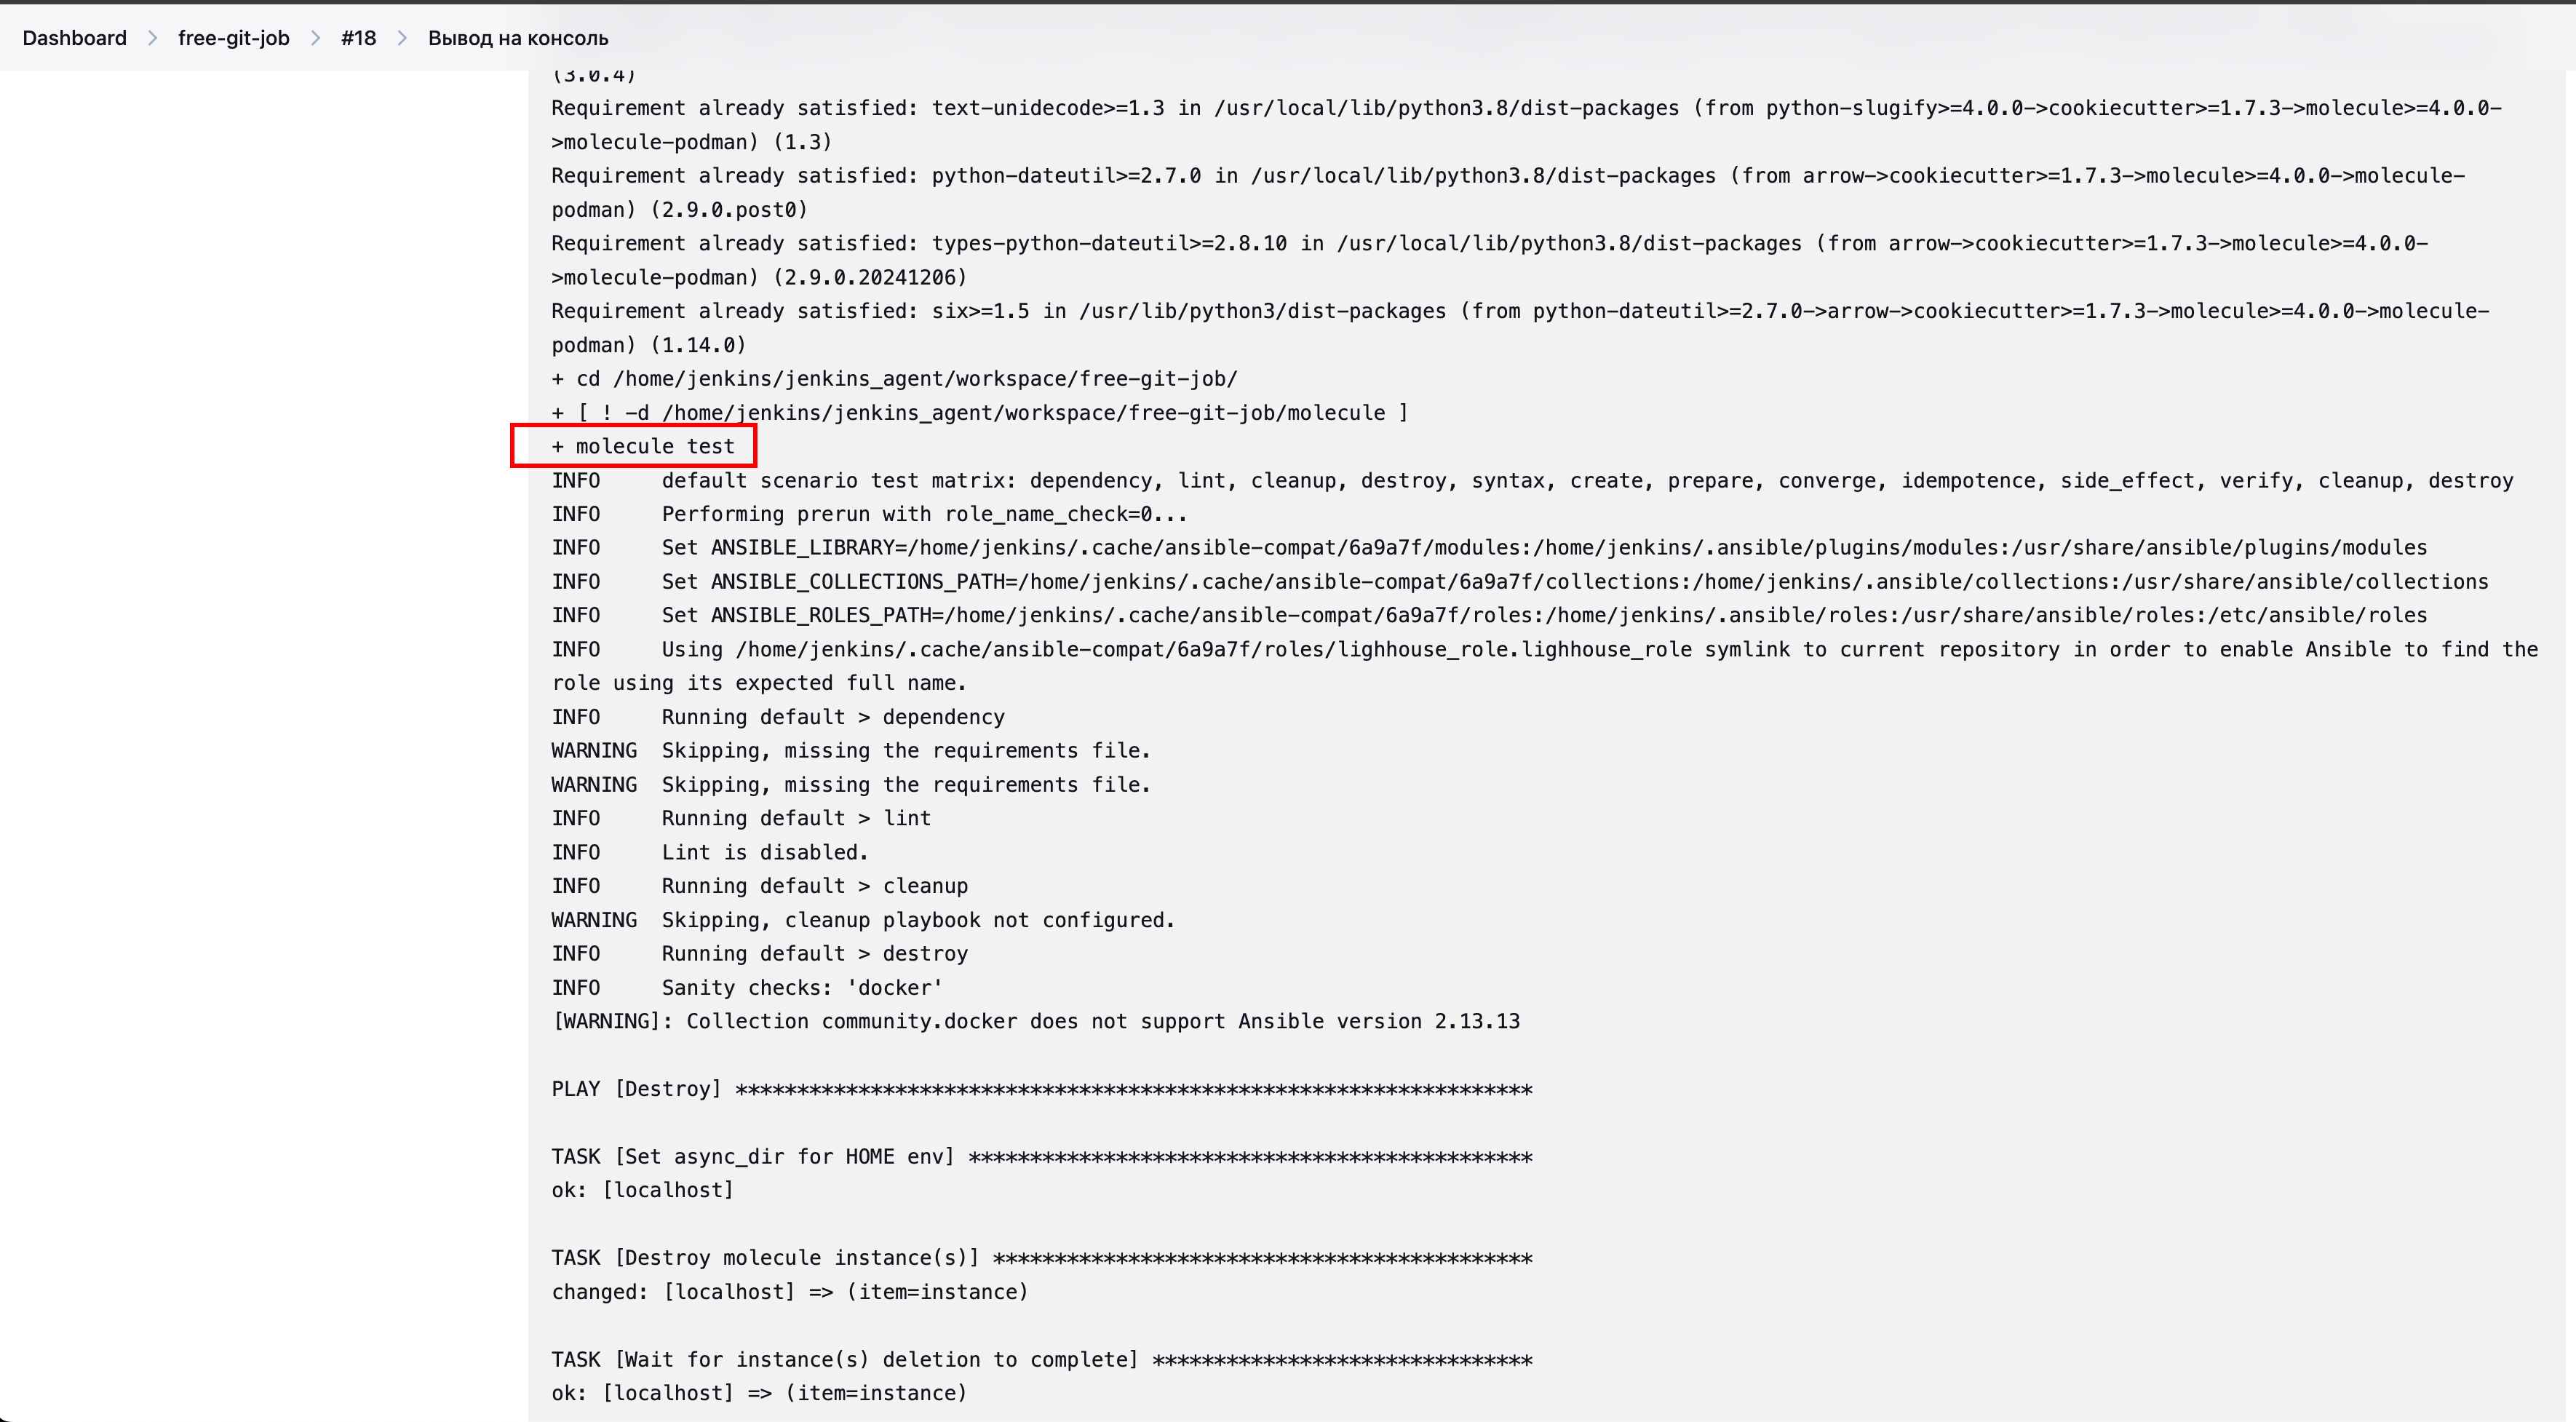 Dashboard > free-git-job > #18 > Вывод на консоль
(3.0.4)
Requirement already satisfied: text-unidecode>=1.3 in /usr/local/lib/python3.8/dist-packages (from python-slugify>=4.0.0->cookiecutter>=1.7.3->molecule>=4.0.0-
>molecule-podman) (1.3)
Requirement already satisfied: python-dateutil>=2.7.0 in /usr/local/lib/python3.8/dist-packages (from arrow->cookiecutter>=1.7.3->molecule>=4.0.0->molecule-
podman) (2.9.0.post0)
Requirement already satisfied: types-python-dateutil>=2.8.10 in /usr/local/lib/python3.8/dist-packages (from arrow->cookiecutter>=1.7.3->molecule>=4.0.0-
>molecule-podman) (2.9.0.20241206)
Requirement already satisfied: six>=1.5 in /usr/lib/python3/dist-packages (from python-dateutil>=2.7.0->arrow->cookiecutter>=1.7.3->molecule>=4.0.0->molecule-
podman) (1.14.0)
+ cd /home/jenkins/jenkins_agent/workspace/free-git-job/
+ [ ! -d /home/jenkins/jenkins_agent/workspace/free-git-job/molecule ]
+ molecule test
INFO     default scenario test matrix: dependency, lint, cleanup, destroy, syntax, create, prepare, converge, idempotence, side_effect, verify, cleanup, destroy
INFO     Performing prerun with role_name_check=0...
INFO     Set ANSIBLE_LIBRARY=/home/jenkins/.cache/ansible-compat/6a9a7f/modules:/home/jenkins/.ansible/plugins/modules:/usr/share/ansible/plugins/modules
INFO     Set ANSIBLE_COLLECTIONS_PATH=/home/jenkins/.cache/ansible-compat/6a9a7f/collections:/home/jenkins/.ansible/collections:/usr/share/ansible/collections
INFO     Set ANSIBLE_ROLES_PATH=/home/jenkins/.cache/ansible-compat/6a9a7f/roles:/home/jenkins/.ansible/roles:/usr/share/ansible/roles:/etc/ansible/roles
INFO     Using /home/jenkins/.cache/ansible-compat/6a9a7f/roles/lighhouse_role.lighhouse_role symlink to current repository in order to enable Ansible to find the
role using its expected full name.
INFO     Running default > dependency
WARNING  Skipping, missing the requirements file.
WARNING  Skipping, missing the requirements file.
INFO     Running default > lint
INFO     Lint is disabled.
INFO     Running default > cleanup
WARNING  Skipping, cleanup playbook not configured.
INFO     Running default > destroy
INFO     Sanity checks: 'docker'
[WARNING]: Collection community.docker does not support Ansible version 2.13.13
PLAY [Destroy] *****************************************************************
TASK [Set async_dir for HOME env] **********************************************
ok: [localhost]
TASK [Destroy molecule instance(s)] ********************************************
changed: [localhost] => (item=instance)
TASK [Wait for instance(s) deletion to complete] *******************************
ok: [localhost] => (item=instance)